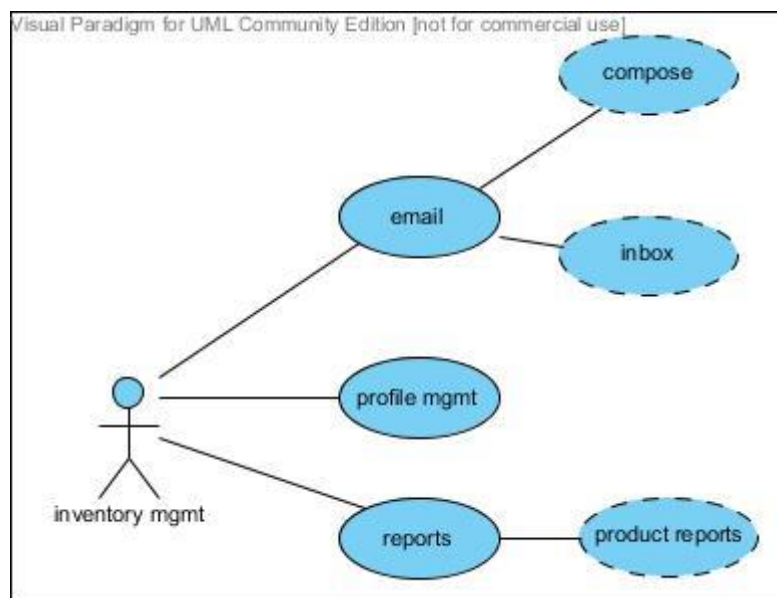 Visual Paradigm for UML Community Edition [not for commercial use]
compose
email
inbox
profile mgmt
inventory mgmt
reports
product reports